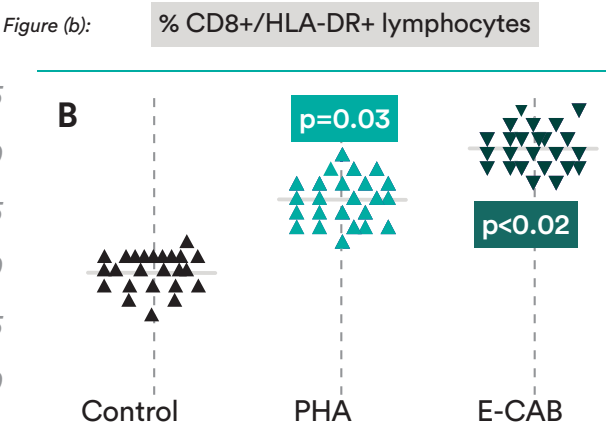 Figure (b):
% CD8+/HLA-DR+ lymphocytes
B
p=0.03
p<0.02
Control
PHA
E-CAB